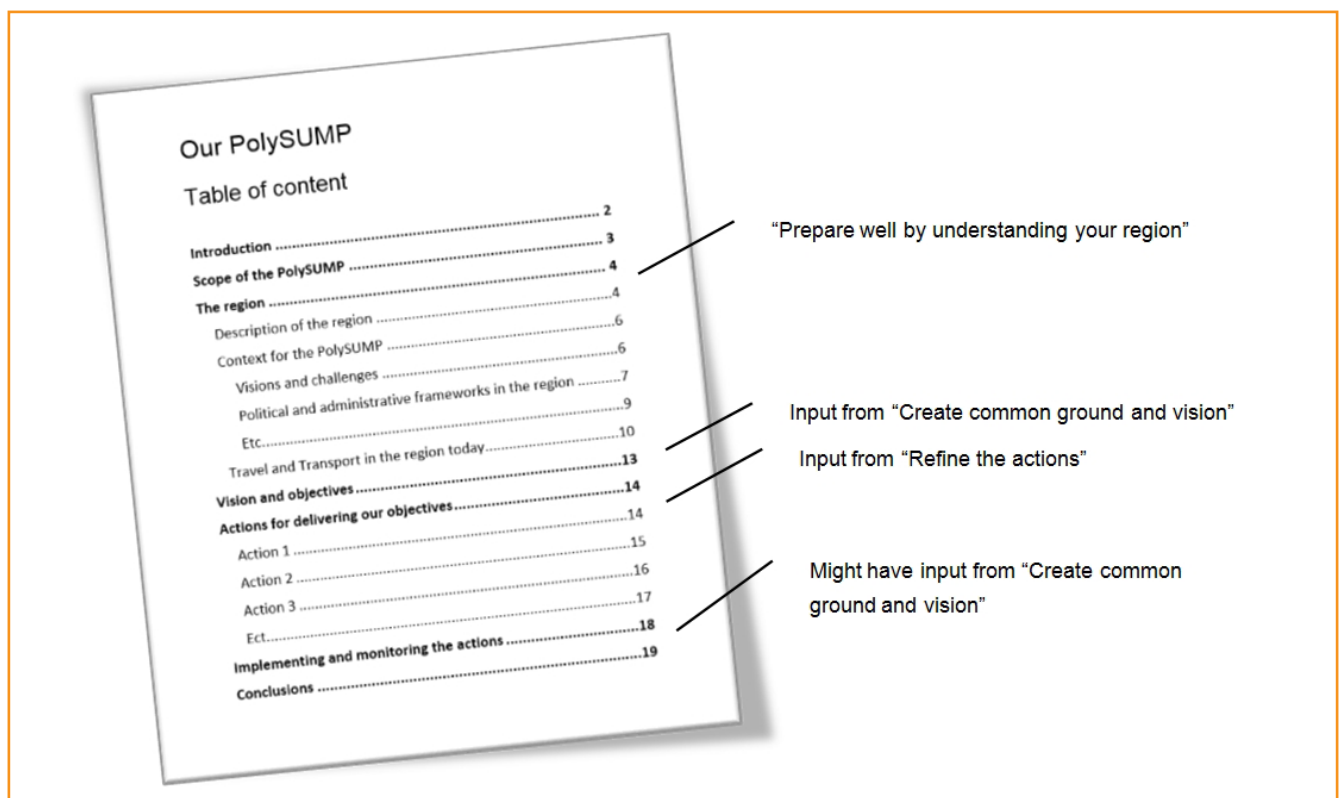 Our PolySUMP
Table of content
Introduction ........................................................................................ 2
Scope of the PolySUMP ..................................................................... 3
The region ........................................................................................... 4
Description of the region .............................................................4
Context for the PolySUMP ...........................................................6
Visions and challenges ...............................................................6
Political and administrative frameworks in the region ...........7
Etc...............................................................................................9
Travel and Transport in the region today...................................10
Vision and objectives.......................................................................13
Actions for delivering our objectives.............................................14
Action 1 .......................................................................................14
Action 2 .......................................................................................15
Action 3 .......................................................................................16
Ect.................................................................................................17
Implementing and monitoring the actions ...................................18
Conclusions .....................................................................................19
“Prepare well by understanding your region”
Input from “Create common ground and vision”
Input from “Refine the actions”
Might have input from “Create common
ground and vision”